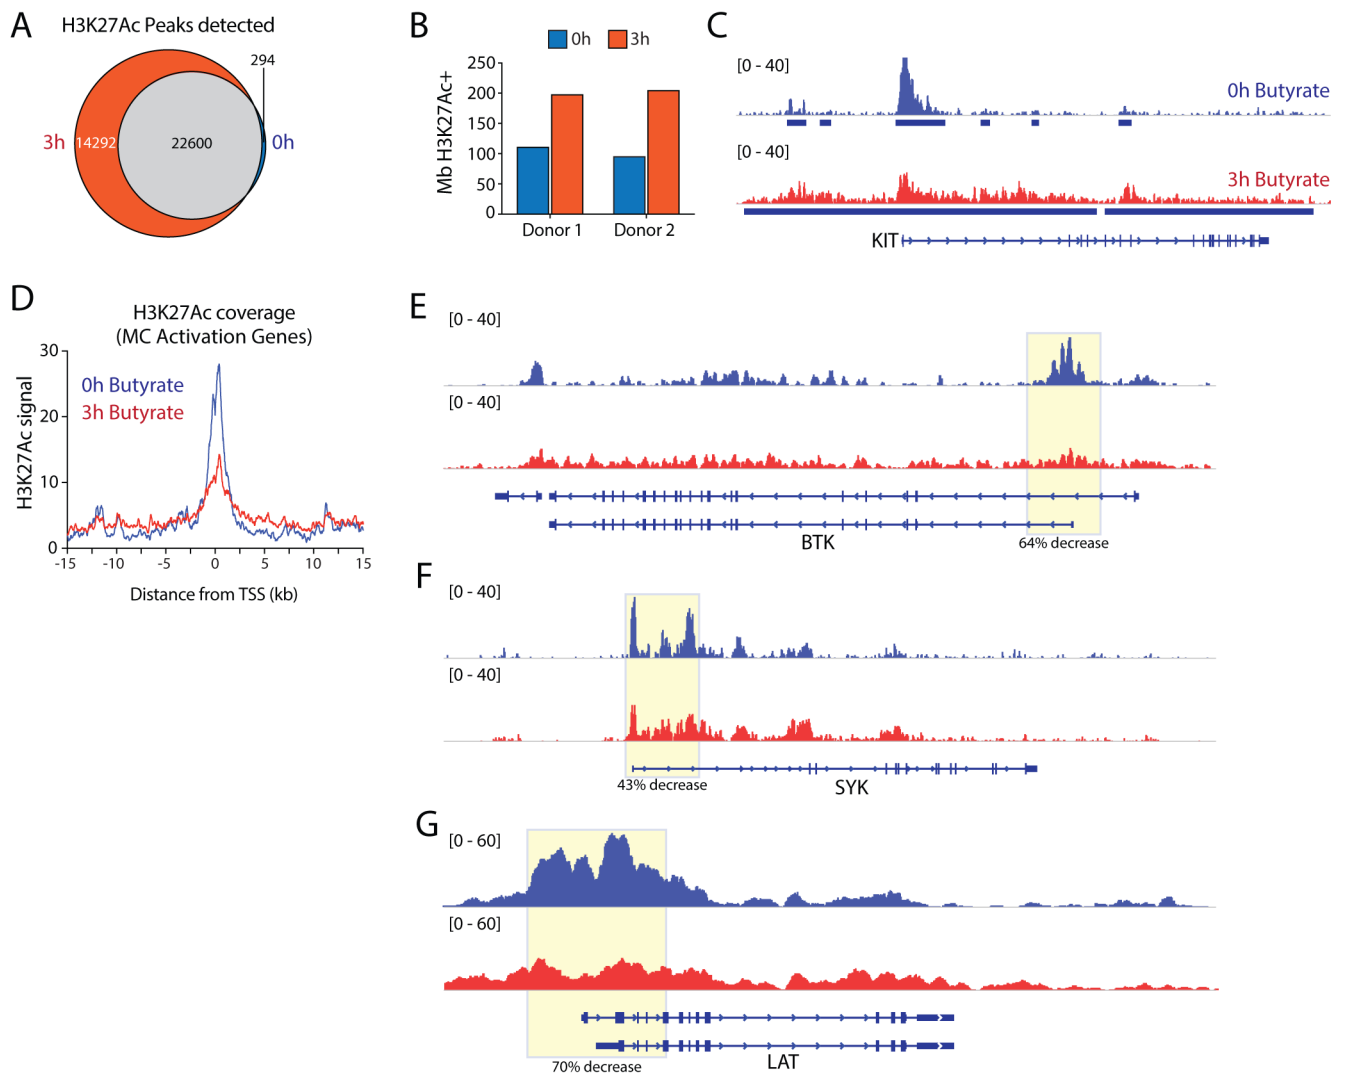 A
H3K27Ac Peaks detected
294
3h
14292
22600
0h
B
0h
3h
Mb H3K27Ac+
250
200
150
100
50
0
Donor 1
Donor 2
C
[0 - 40]
0h Butyrate
[0 - 40]
3h Butyrate
KIT
D
H3K27Ac coverage
(MC Activation Genes)
H3K27Ac signal
30
20
10
0
0h Butyrate
3h Butyrate
-15
-10
-5
0
5
10
15
Distance from TSS (kb)
E
[0 - 40]
[0 - 40]
BTK
64% decrease
F
[0 - 40]
[0 - 40]
43% decrease
SYK
G
[0 - 60]
[0 - 60]
LAT
70% decrease